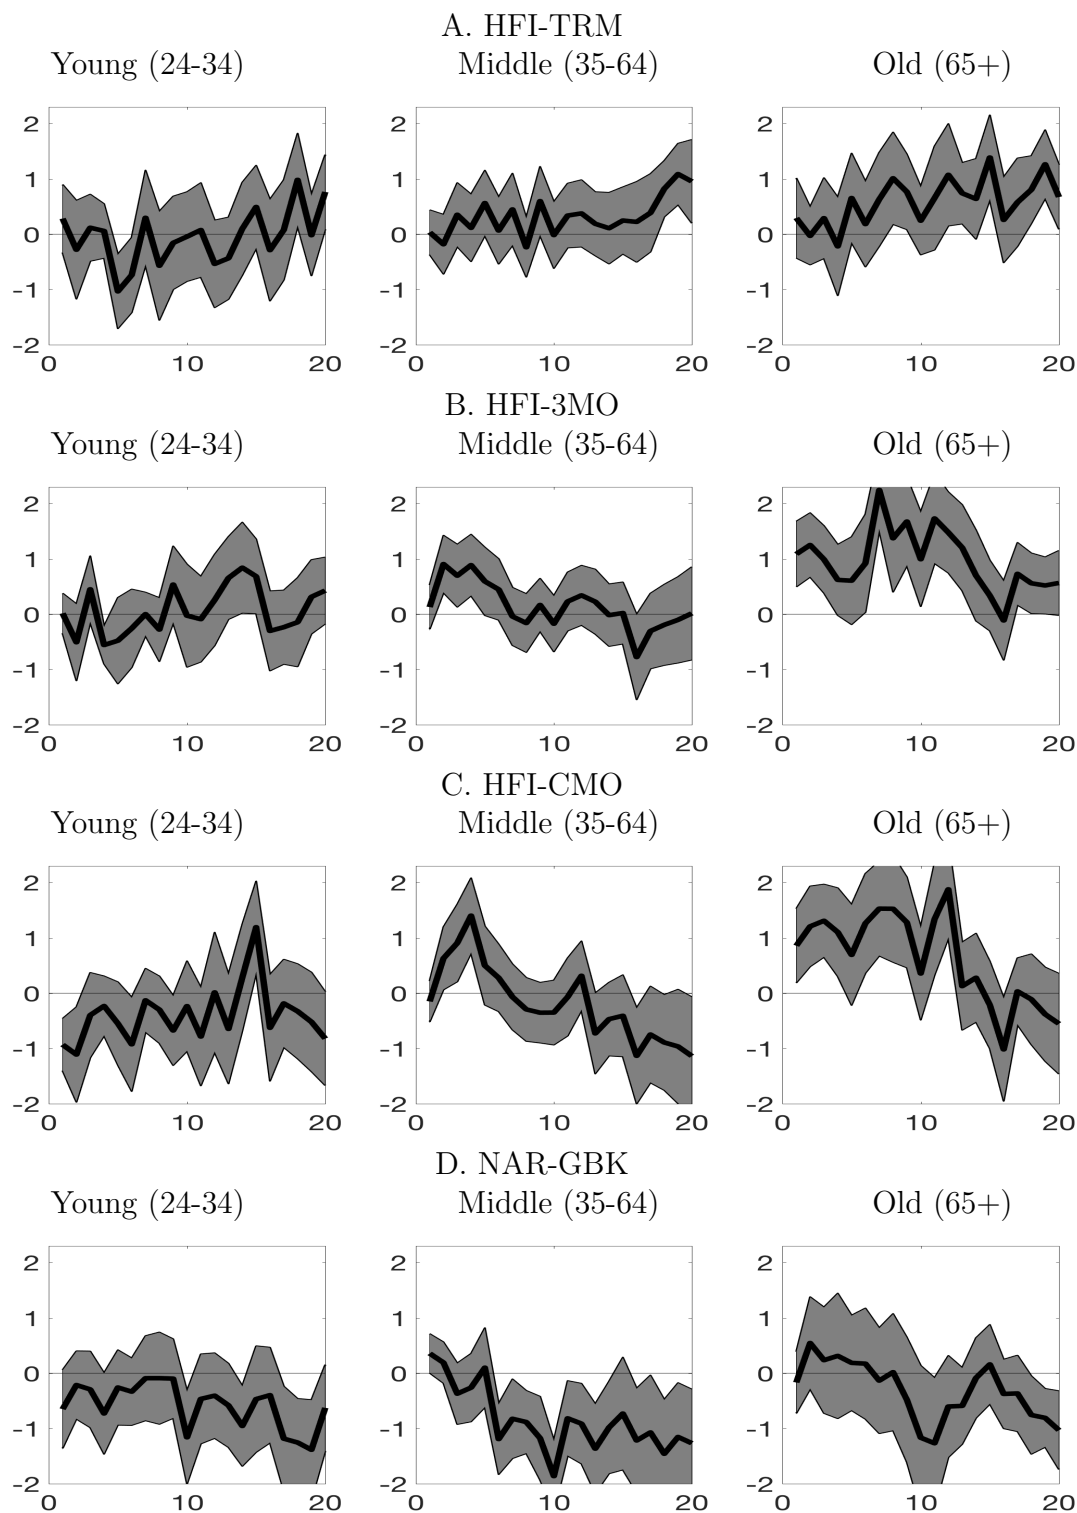 A. HFI-TRM
Young (24-34) Middle (35-64) Old (65+)
2 2 2
1 1 1
0 0 0
-1 -1 -1
-2 -2 -2
0 10 20 0 10 20 0 10 20
B. HFI-3MO
Young (24-34) Middle (35-64) Old (65+)
2 2 2
1 1 1
0 0 0
-1 -1 -1
-2 -2 -2
0 10 20 0 10 20 0 10 20
C. HFI-CMO
Young (24-34) Middle (35-64) Old (65+)
2 2 2
1 1 1
0 0 0
-1 -1 -1
-2 -2 -2
0 10 20 0 10 20 0 10 20
D. NAR-GBK
Young (24-34) Middle (35-64) Old (65+)
2 2 2
1 1 1
0 0 0
-1 -1 -1
-2 -2 -2
0 10 20 0 10 20 0 10 20